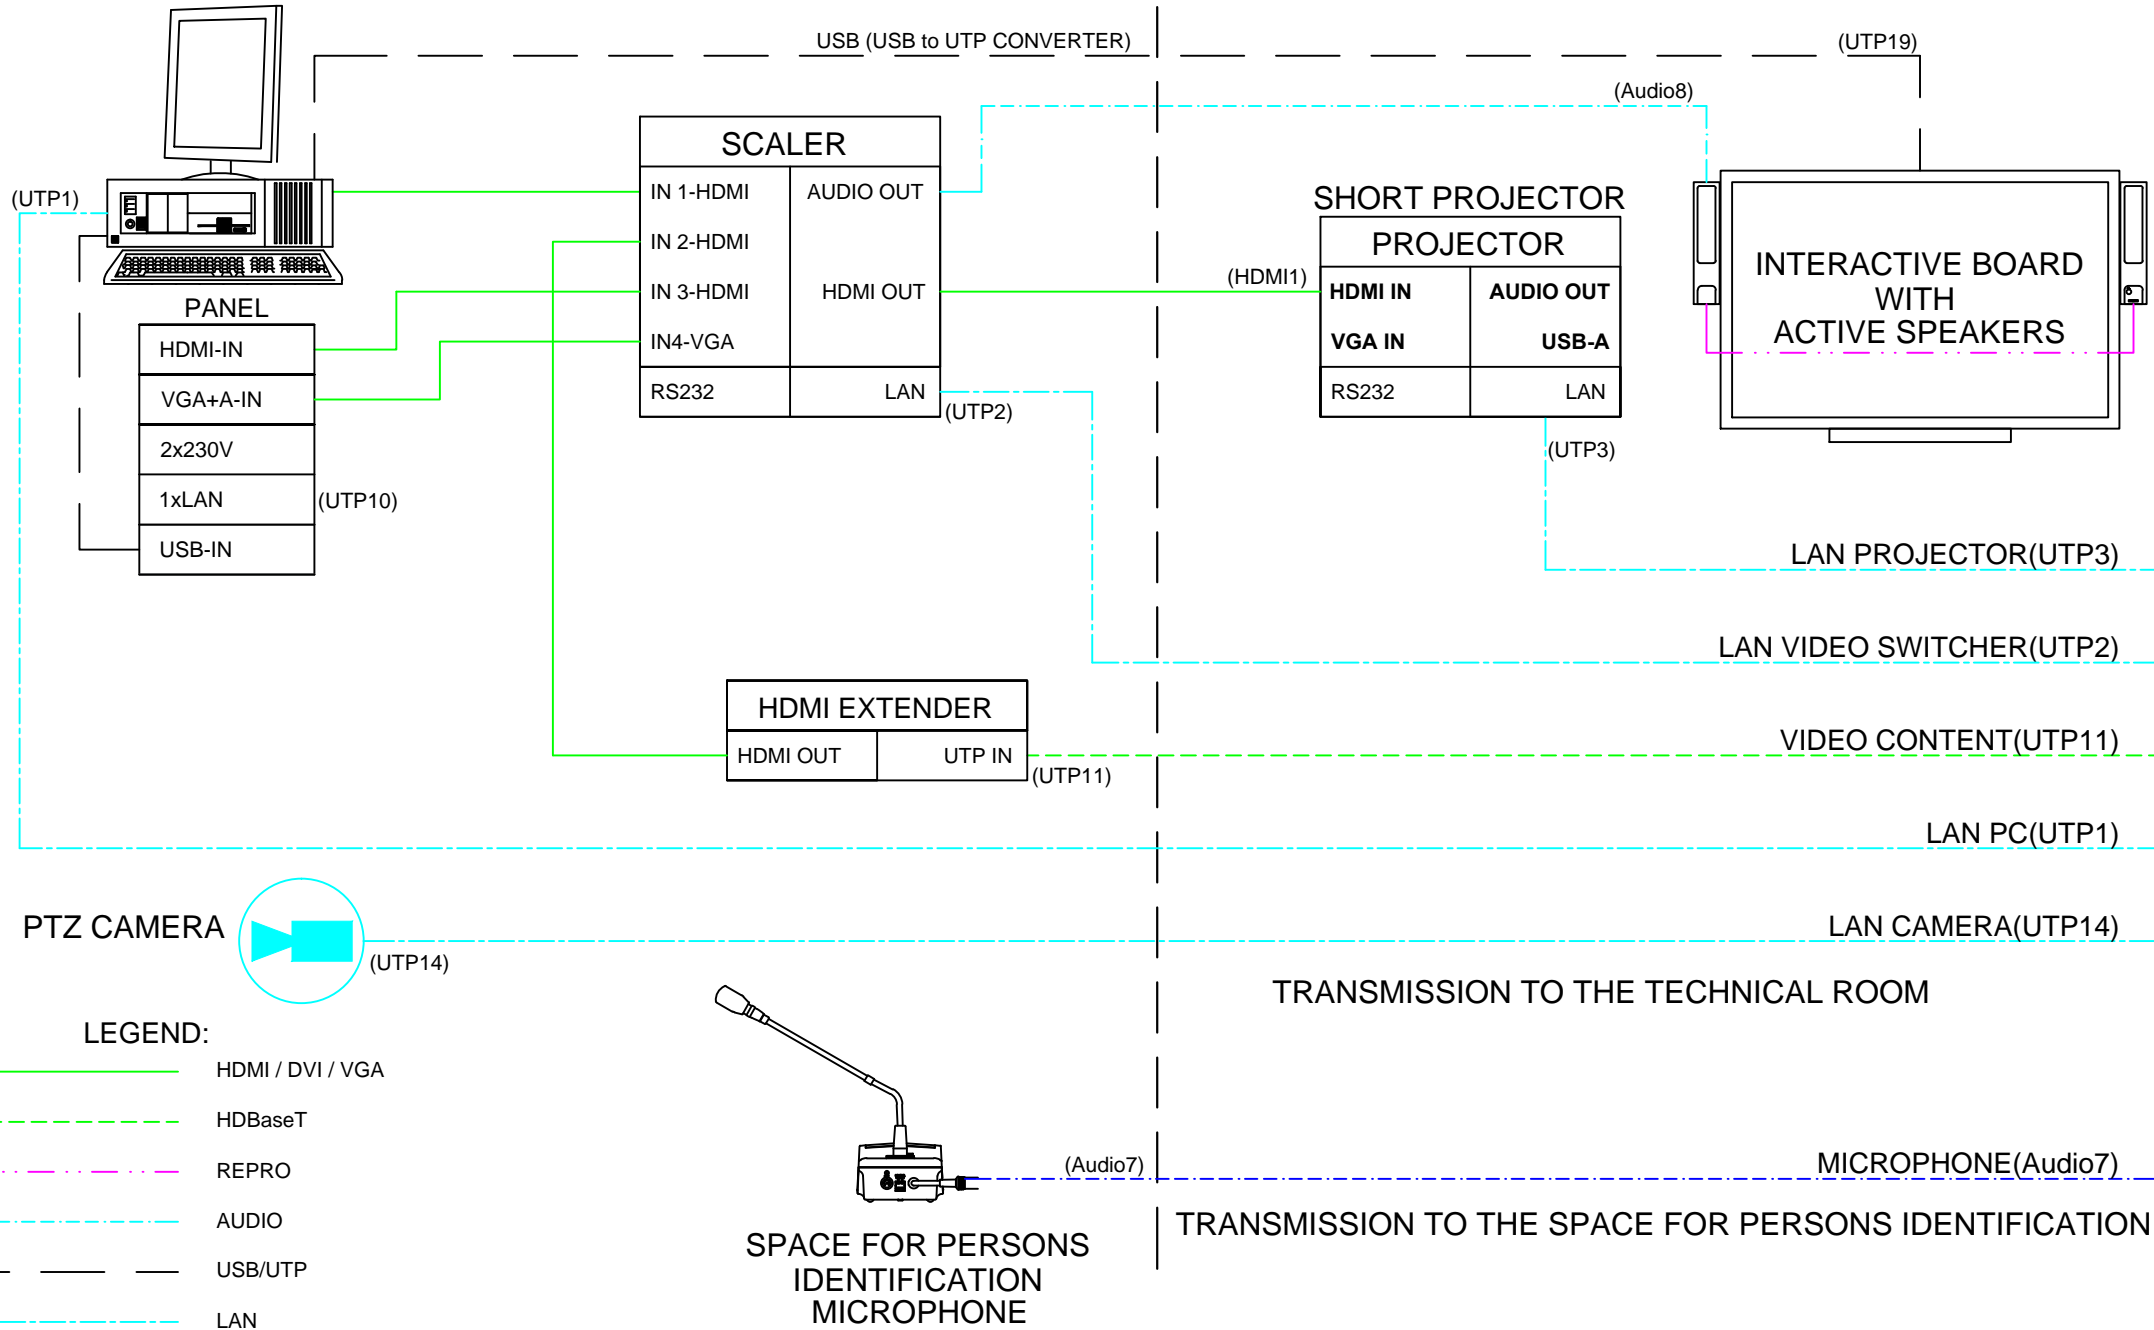 USB (USB to UTP CONVERTER)
(UTP19)
(Audio8)
SCALER
IN 1-HDMI
AUDIO OUT
IN 2-HDMI
IN 3-HDMI
HDMI OUT
IN4-VGA
RS232
LAN
(UTP2)
(UTP1)
PANEL
HDMI-IN
VGA+A-IN
2x230V
1xLAN
(UTP10)
USB-IN
SHORT PROJECTOR
PROJECTOR
(HDMI1)
HDMI IN
AUDIO OUT
VGA IN
USB-A
RS232
LAN
(UTP3)
INTERACTIVE BOARD
WITH
ACTIVE SPEAKERS
LAN PROJECTOR(UTP3)
LAN VIDEO SWITCHER(UTP2)
HDMI EXTENDER
HDMI OUT
UTP IN
(UTP11)
VIDEO CONTENT(UTP11)
LAN PC(UTP1)
PTZ CAMERA
(UTP14)
LAN CAMERA(UTP14)
TRANSMISSION TO THE TECHNICAL ROOM
LEGEND:
HDMI / DVI / VGA
HDBaseT
REPRO
AUDIO
USB/UTP
LAN
(Audio7)
MICROPHONE(Audio7)
TRANSMISSION TO THE SPACE FOR PERSONS IDENTIFICATION
SPACE FOR PERSONS
IDENTIFICATION
MICROPHONE